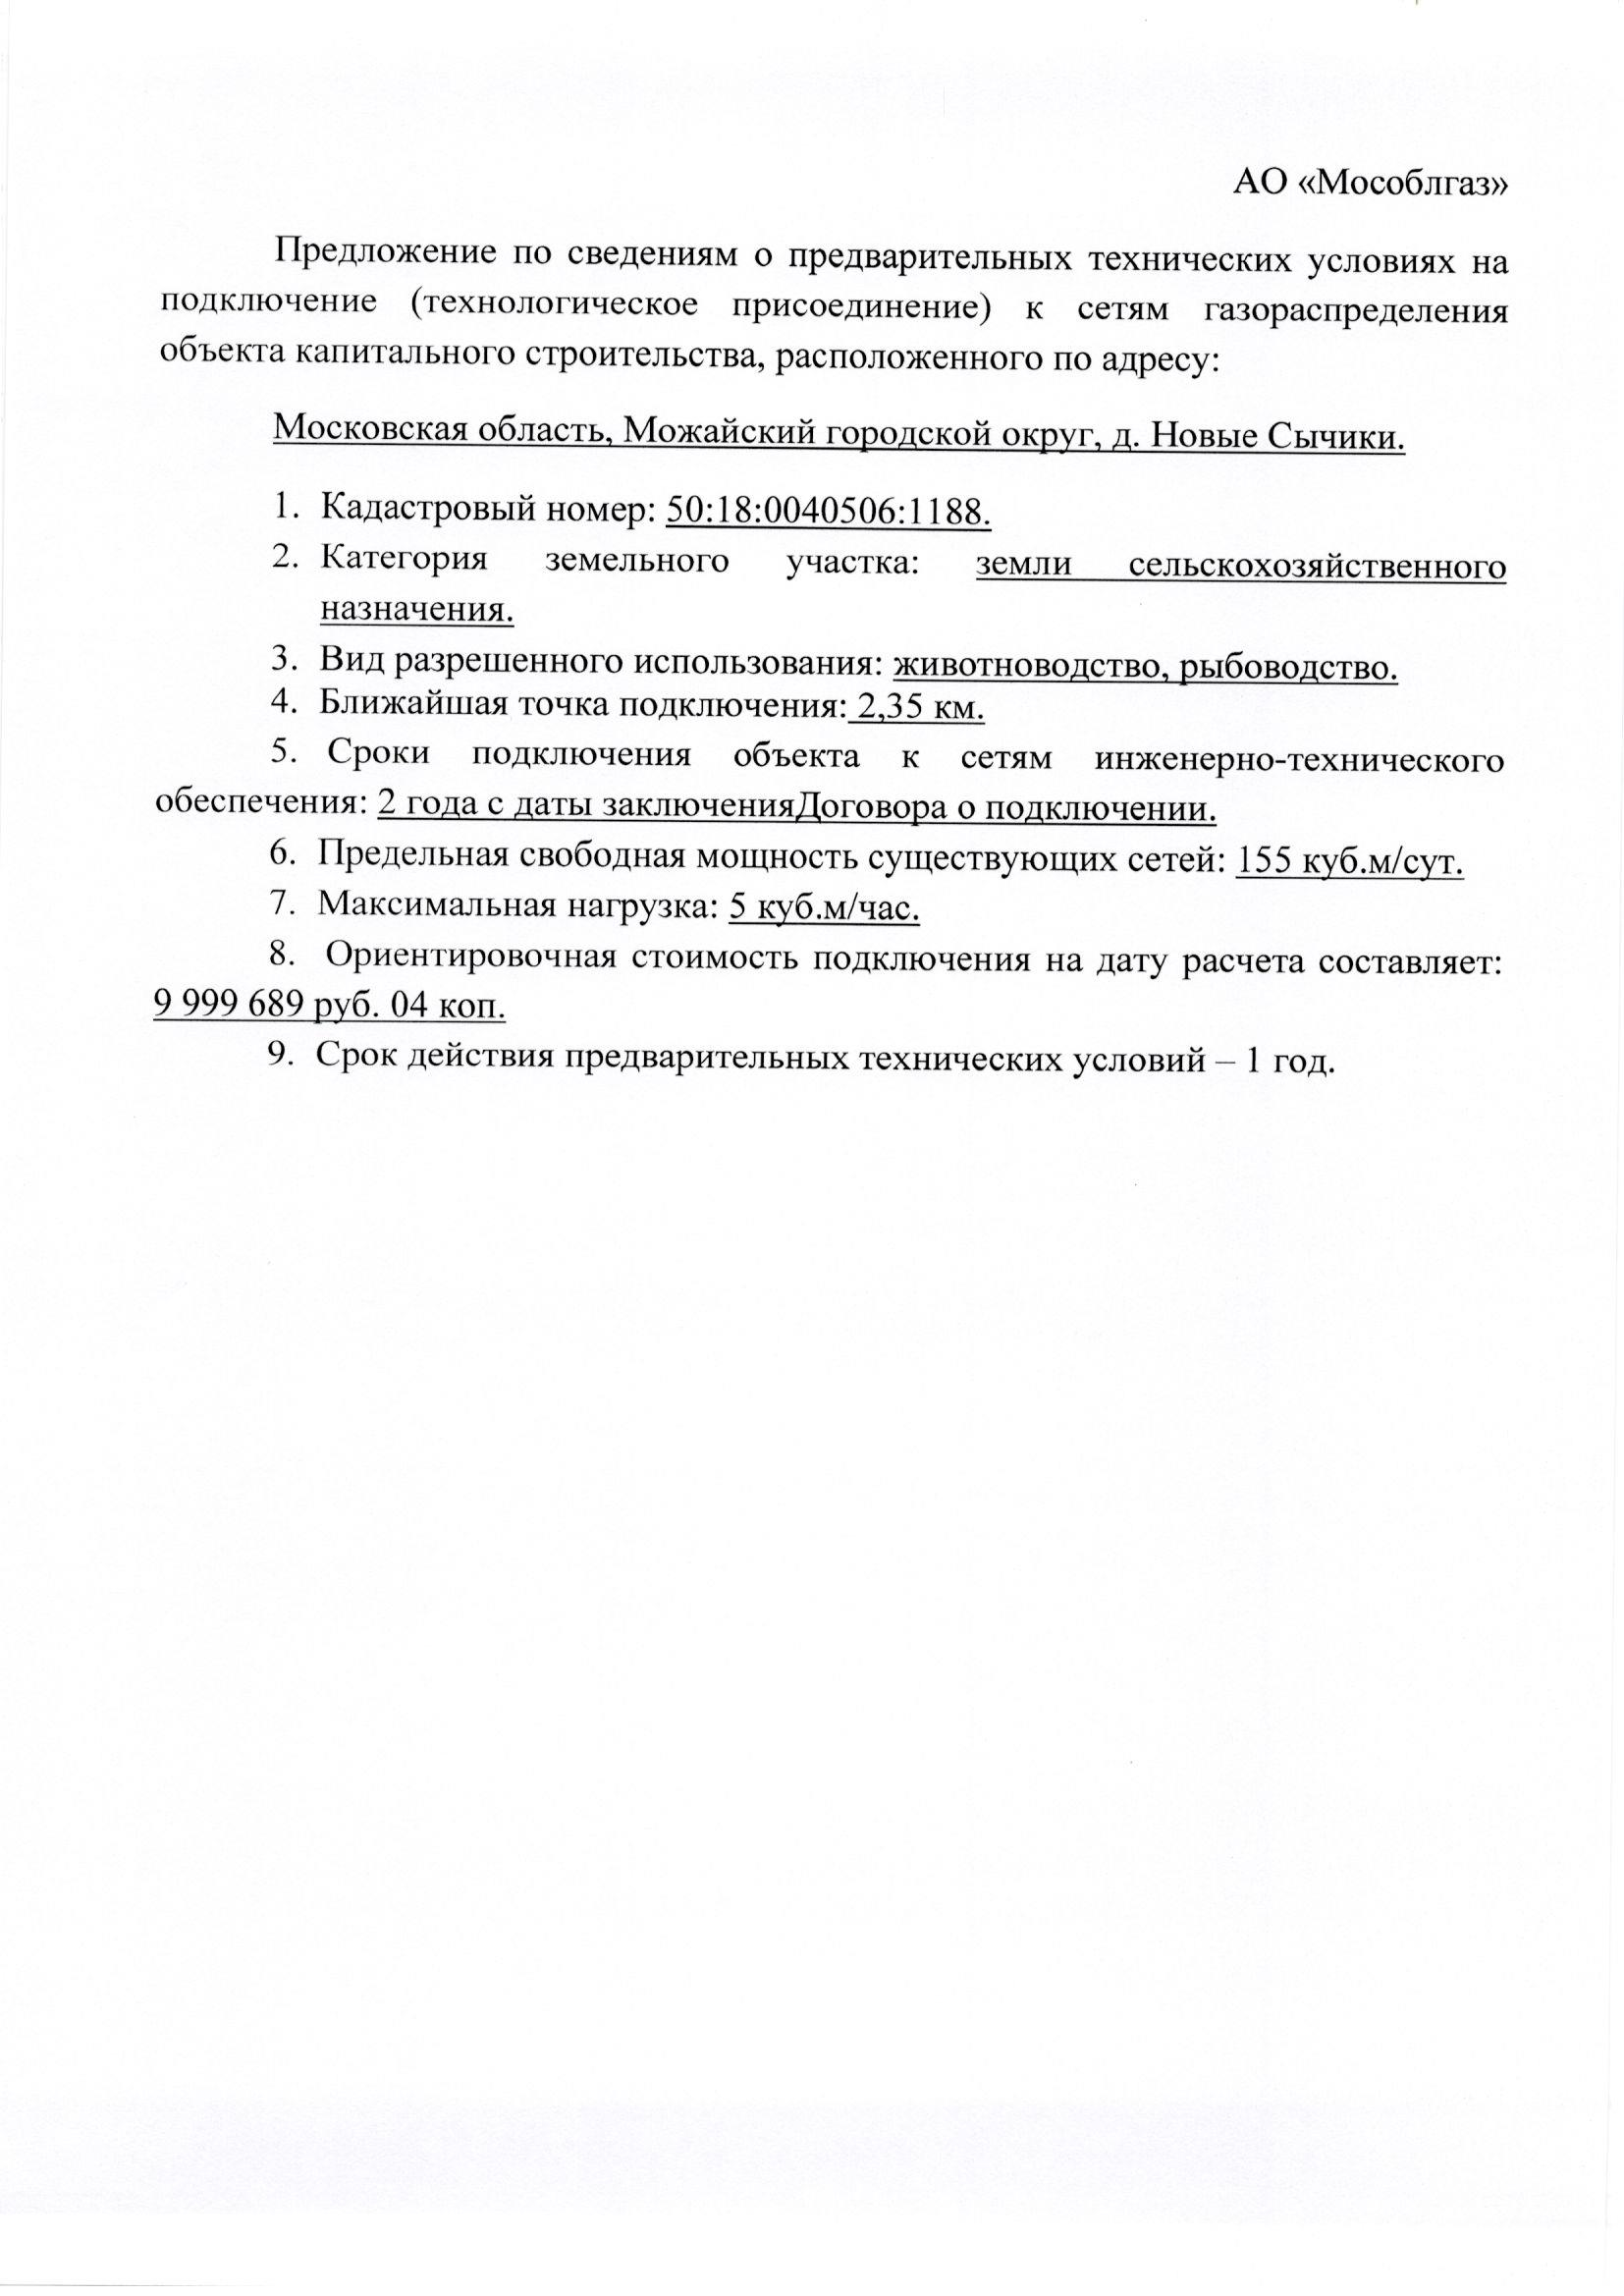 АО «Мособлгаз»
Предложение по сведениям о предварительных технических условиях на
подключение (технологическое присоединение) к сетям газораспределения
объекта капитального строительства, расположенного по адресу:
Московская область, Можайский городской округ, д. Новые Сычики.
1. Кадастровый номер: 50:18:0040506:1188.
2. Категория земельного участка: земли сельскохозяйственного
назначения.
3. Вид разрешенного использования: животноводство, рыбоводство.
4. Ближайшая точка подключения: 2,35 км.
5. Сроки подключения объекта к сетям инженерно-технического
обеспечения: 2 года с даты заключенияДоговора о подключении.
6. Предельная свободная мощность существующих сетей: 155 куб.м/сут.
7. Максимальная нагрузка: 5 куб.м/час.
8. Ориентировочная стоимость подключения на дату расчета составляет:
9 999 689 руб. 04 коп.
9. Срок действия предварительных технических условий – 1 год.